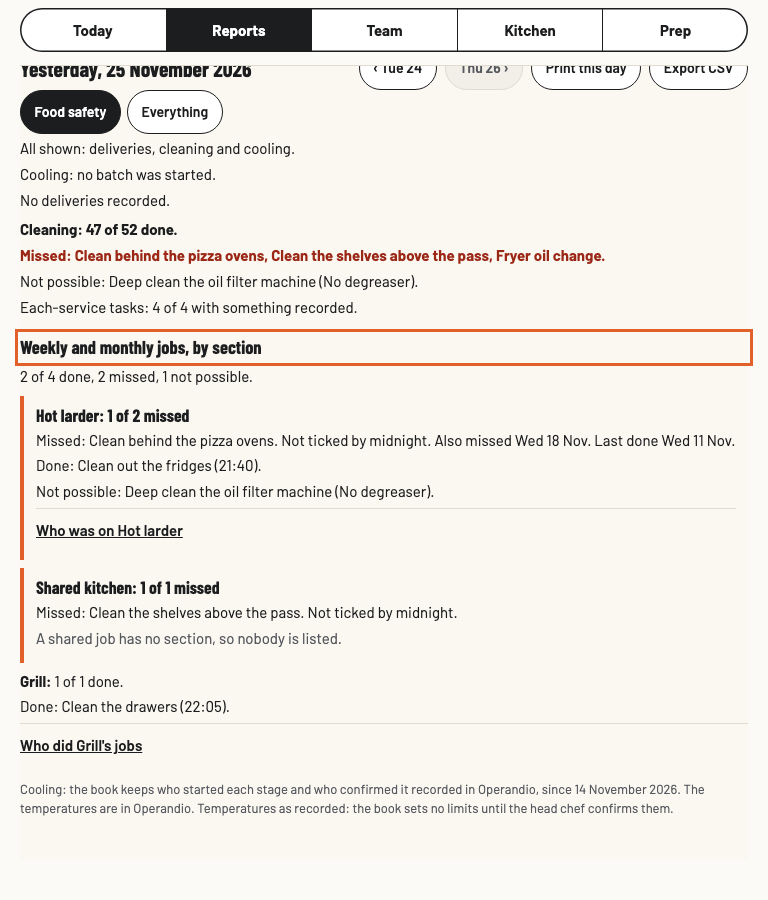 Today
Reports
Team
Kitchen
Prep
Yesterday, 25 November 2026
‹ Tue 24
Thu 26 ›
Print this day
Export CSV
Food safety
Everything
All shown: deliveries, cleaning and cooling.
Cooling: no batch was started.
No deliveries recorded.
Cleaning: 47 of 52 done.
Missed: Clean behind the pizza ovens, Clean the shelves above the pass, Fryer oil change.
Not possible: Deep clean the oil filter machine (No degreaser).
Each-service tasks: 4 of 4 with something recorded.
Weekly and monthly jobs, by section
2 of 4 done, 2 missed, 1 not possible.
Hot larder: 1 of 2 missed
Missed: Clean behind the pizza ovens. Not ticked by midnight. Also missed Wed 18 Nov. Last done Wed 11 Nov.
Done: Clean out the fridges (21:40).
Not possible: Deep clean the oil filter machine (No degreaser).
Who was on Hot larder
Shared kitchen: 1 of 1 missed
Missed: Clean the shelves above the pass. Not ticked by midnight.
A shared job has no section, so nobody is listed.
Grill: 1 of 1 done.
Done: Clean the drawers (22:05).
Who did Grill's jobs
Cooling: the book keeps who started each stage and who confirmed it recorded in Operandio, since 14 November 2026. The
temperatures are in Operandio. Temperatures as recorded: the book sets no limits until the head chef confirms them.